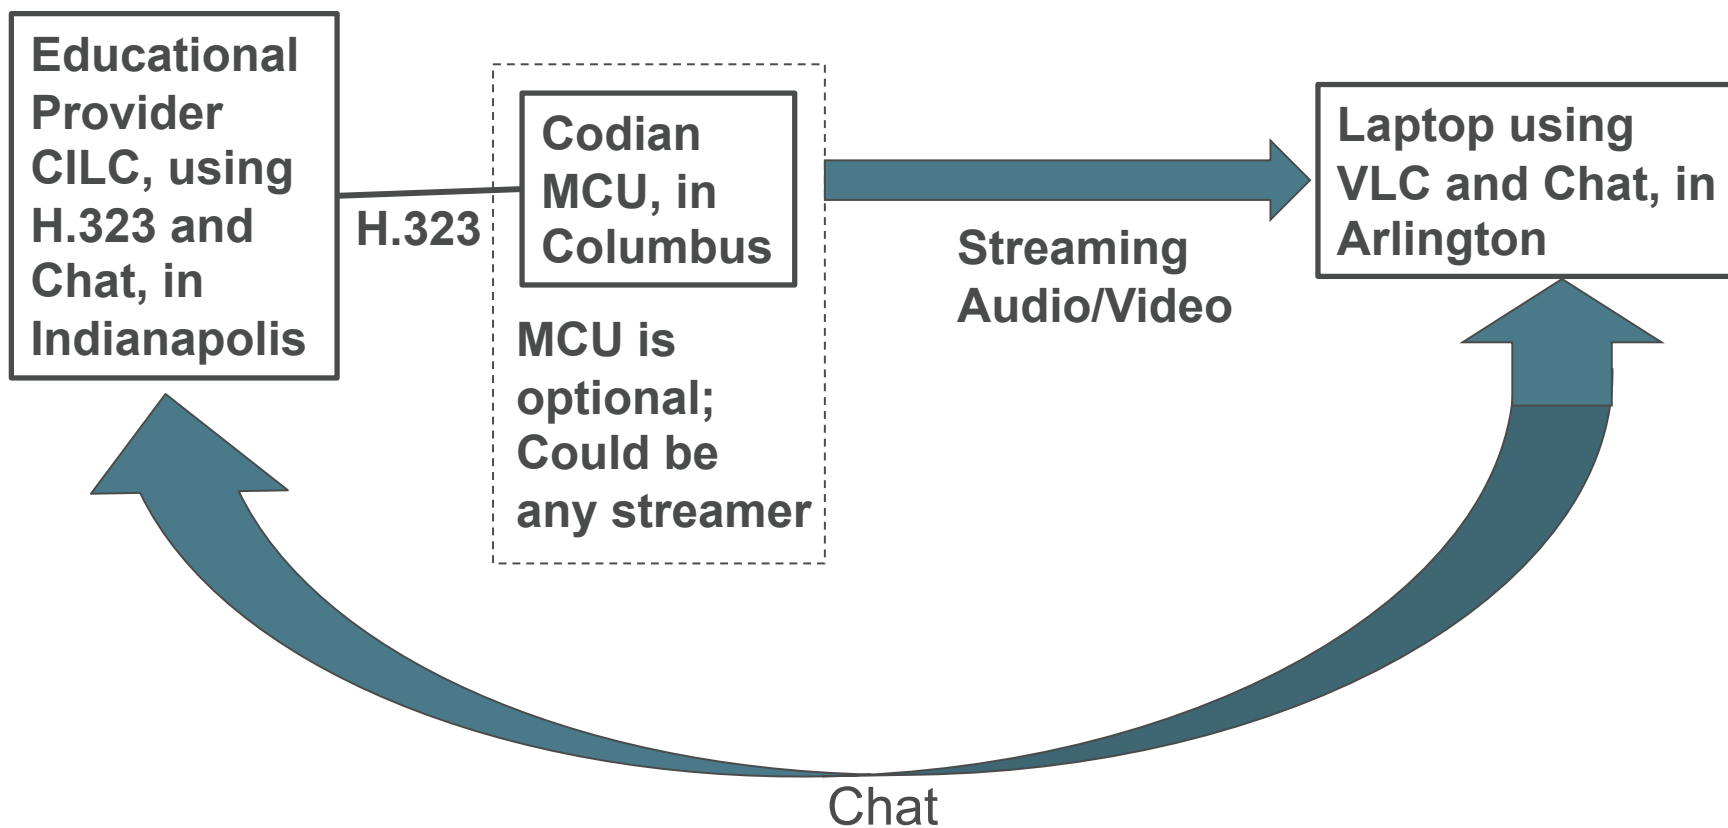 Educational
Provider
CILC, using
H.323 and
Chat, in
Indianapolis
H.323
Codian
MCU, in
Columbus
MCU is
optional;
Could be
any streamer
Streaming
Audio/Video
Laptop using
VLC and Chat, in
Arlington
Chat